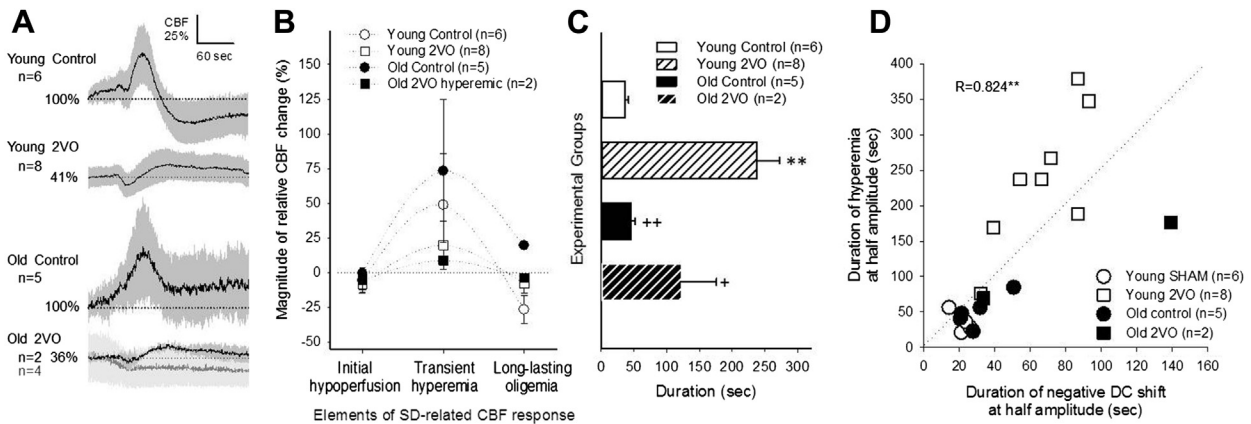 A
CBF
25%
60 sec
Young Control
n=6
100%
Young 2VO
n=8
41%
Old Control
n=5
100%
Old 2VO
n=2 36%
n=4
B
Magnitude of relative CBF change (%)
150
125
100
75
50
25
0
-25
-50
Young Control (n=6)
Young 2VO (n=8)
Old Control (n=5)
Old 2VO hyperemic (n=2)
Initial
hypoperfusion
Transient
hyperemia
Long-lasting
oligemia
Elements of SD-related CBF response
C
Experimental Groups
Young Control (n=6)
Young 2VO (n=8)
Old Control (n=5)
Old 2VO (n=2)
**
++
+
0 50 100 150 200 250 300
Duration (sec)
D
Duration of hyperemia
at half amplitude (sec)
400
350
300
250
200
150
100
50
0
R=0.824**
Young SHAM (n=6)
Young 2VO (n=8)
Old control (n=5)
Old 2VO (n=2)
0 20 40 60 80 100 120 140 160
Duration of negative DC shift
at half amplitude (sec)